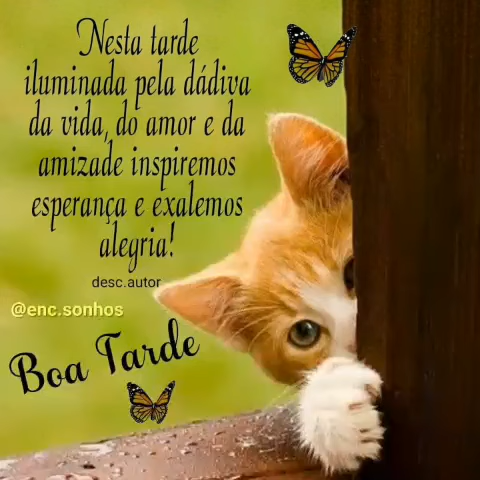 Nesta tarde
iluminada pela dádiva
da vida, do amor e da
amizade inspiremos
esperança e exalemos
alegria!
desc.autor
@enc.sonhos
Boa Tarde